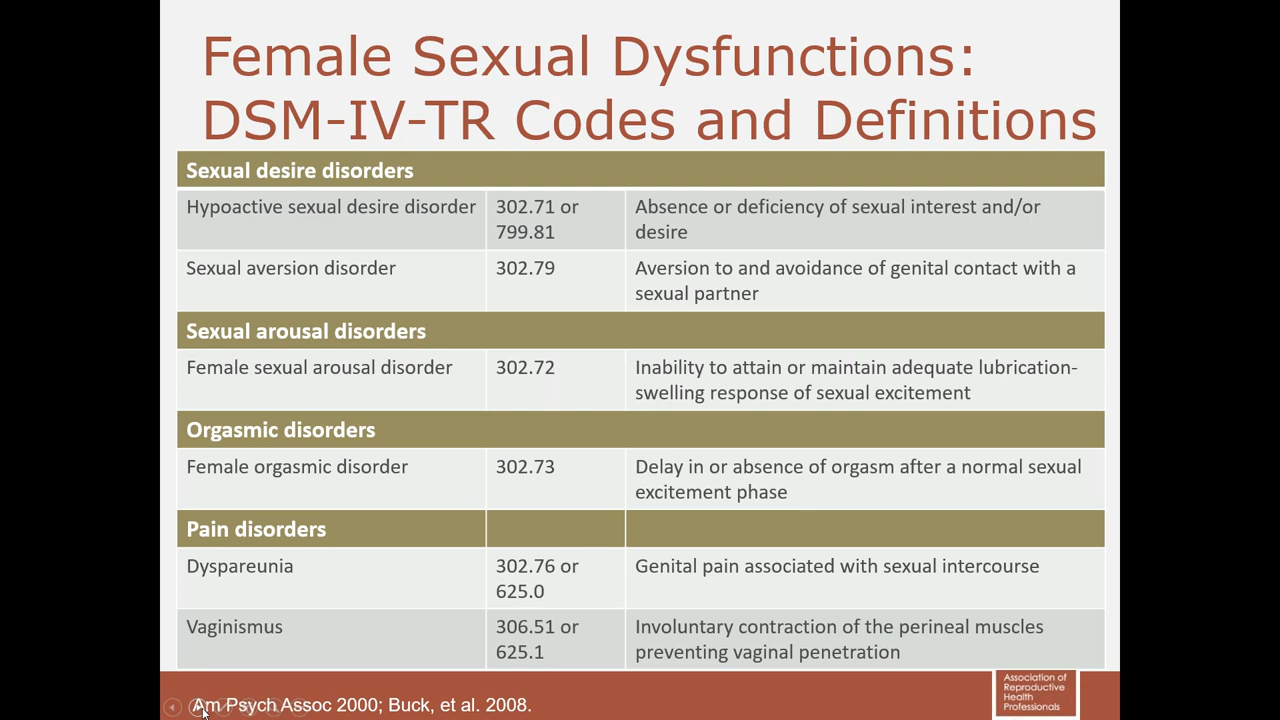 Female Sexual Dysfunctions:
DSM-IV-TR Codes and Definitions
Sexual desire disorders
Hypoactive sexual desire disorder
302.71 or
799.81
Absence or deficiency of sexual interest and/or
desire
Sexual aversion disorder
302.79
Aversion to and avoidance of genital contact with a
sexual partner
Sexual arousal disorders
Female sexual arousal disorder
302.72
Inability to attain or maintain adequate lubrication-
swelling response of sexual excitement
Orgasmic disorders
Female orgasmic disorder
302.73
Delay in or absence of orgasm after a normal sexual
excitement phase
Pain disorders
Dyspareunia
302.76 or
625.0
Genital pain associated with sexual intercourse
Vaginismus
306.51 or
625.1
Involuntary contraction of the perineal muscles
preventing vaginal penetration
Am Psych Assoc 2000; Buck, et al. 2008.
Association of
Reproductive
Health
Professionals